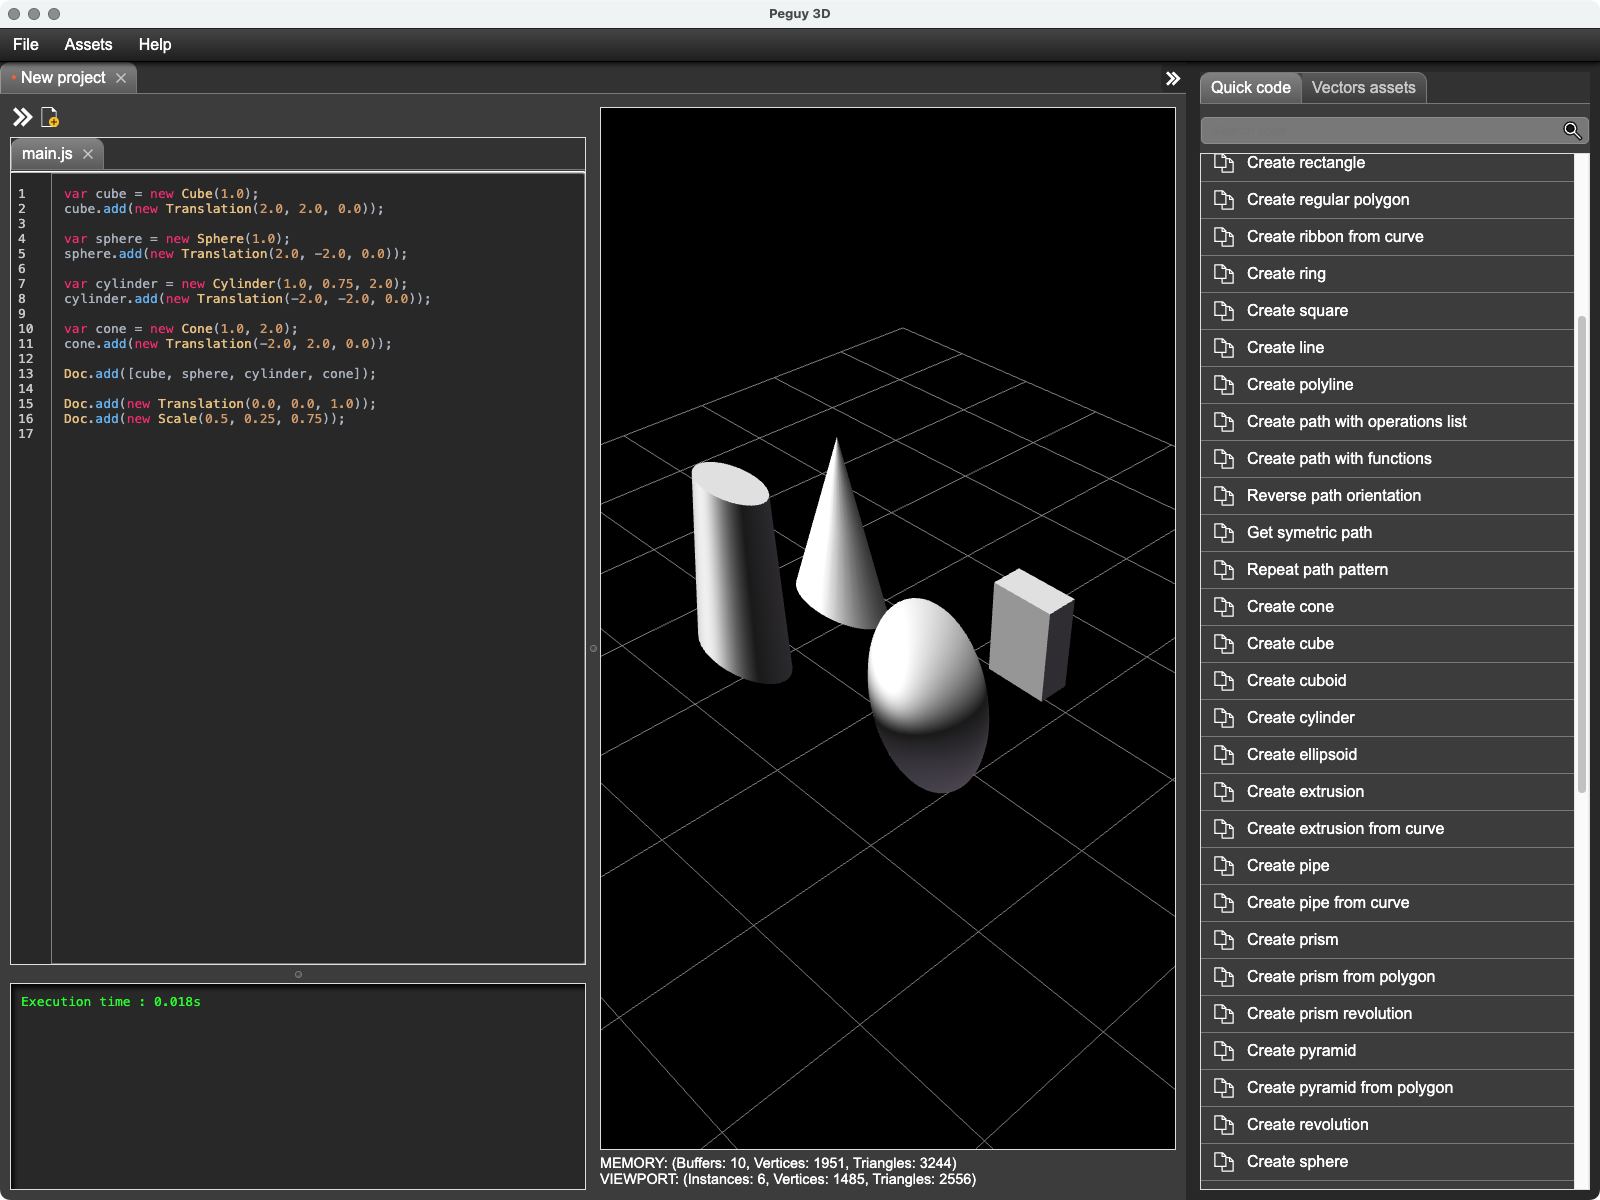 Peguy 3D
File Assets Help
New project
main.js
1 var cube = new Cube(1.0);
2 cube.add(new Translation(2.0, 2.0, 0.0));
3
4 var sphere = new Sphere(1.0);
5 sphere.add(new Translation(2.0, -2.0, 0.0));
6
7 var cylinder = new Cylinder(1.0, 0.75, 2.0);
8 cylinder.add(new Translation(-2.0, -2.0, 0.0));
9
10 var cone = new Cone(1.0, 2.0);
11 cone.add(new Translation(-2.0, 2.0, 0.0));
12
13 Doc.add([cube, sphere, cylinder, cone]);
14
15 Doc.add(new Translation(0.0, 0.0, 1.0));
16 Doc.add(new Scale(0.5, 0.25, 0.75));
17
Execution time : 0.018s
MEMORY: (Buffers: 10, Vertices: 1951, Triangles: 3244)
VIEWPORT: (Instances: 6, Vertices: 1485, Triangles: 2556)
Quick code Vectors assets
Create rectangle
Create regular polygon
Create ribbon from curve
Create ring
Create square
Create line
Create polyline
Create path with operations list
Create path with functions
Reverse path orientation
Get symetric path
Repeat path pattern
Create cone
Create cube
Create cuboid
Create cylinder
Create ellipsoid
Create extrusion
Create extrusion from curve
Create pipe
Create pipe from curve
Create prism
Create prism from polygon
Create prism revolution
Create pyramid
Create pyramid from polygon
Create revolution
Create sphere